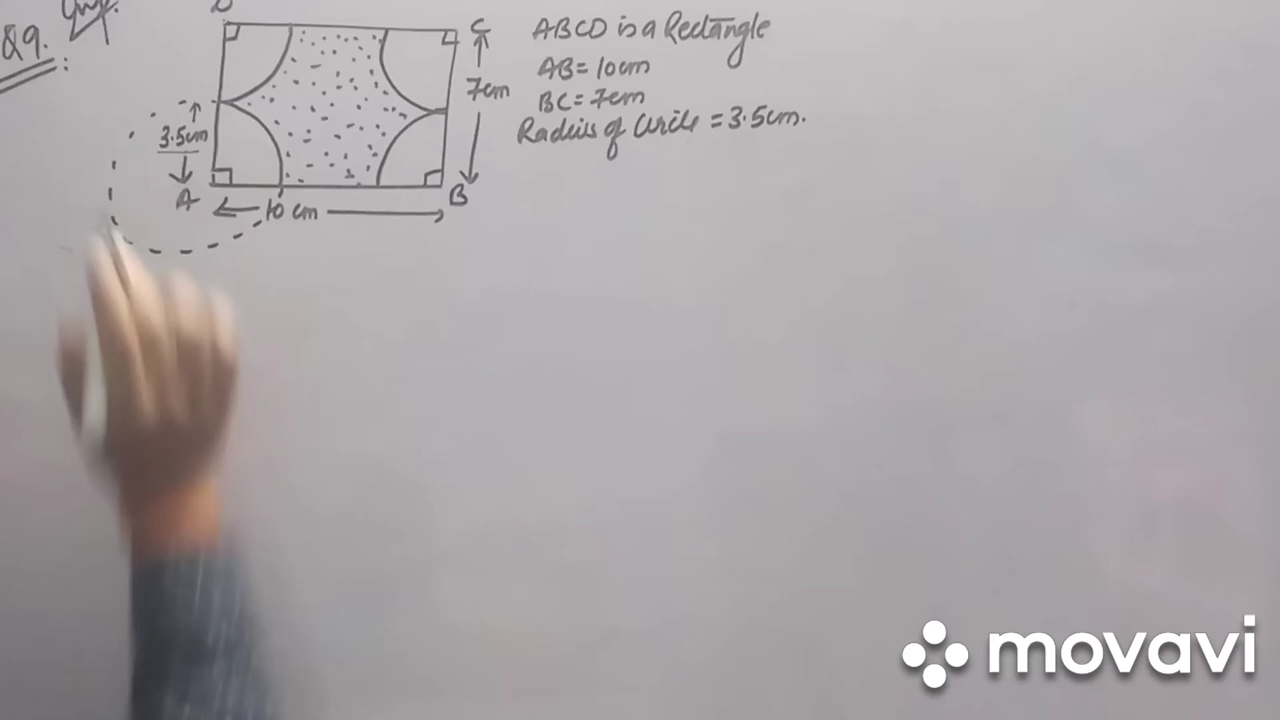 Q9.
D
C
ABCD is a Rectangle
AB = 10cm
7cm
BC = 7cm
Radius of Circle = 3.5cm.
3.5cm
A
B
10 cm
movavi